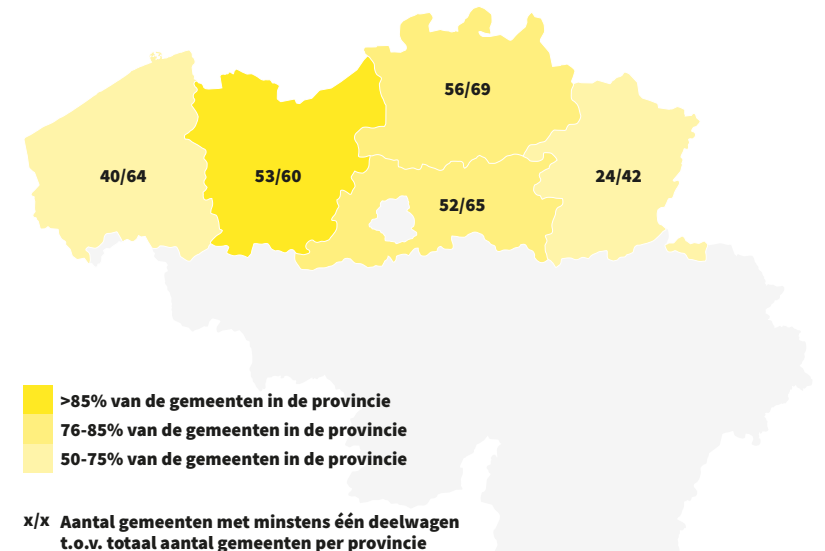 56/69
40/64
53/60
24/42
52/65
>85% van de gemeenten in de provincie
76-85% van de gemeenten in de provincie
50-75% van de gemeenten in de provincie
x/x Aantal gemeenten met minstens één deelwagen
t.o.v. totaal aantal gemeenten per provincie